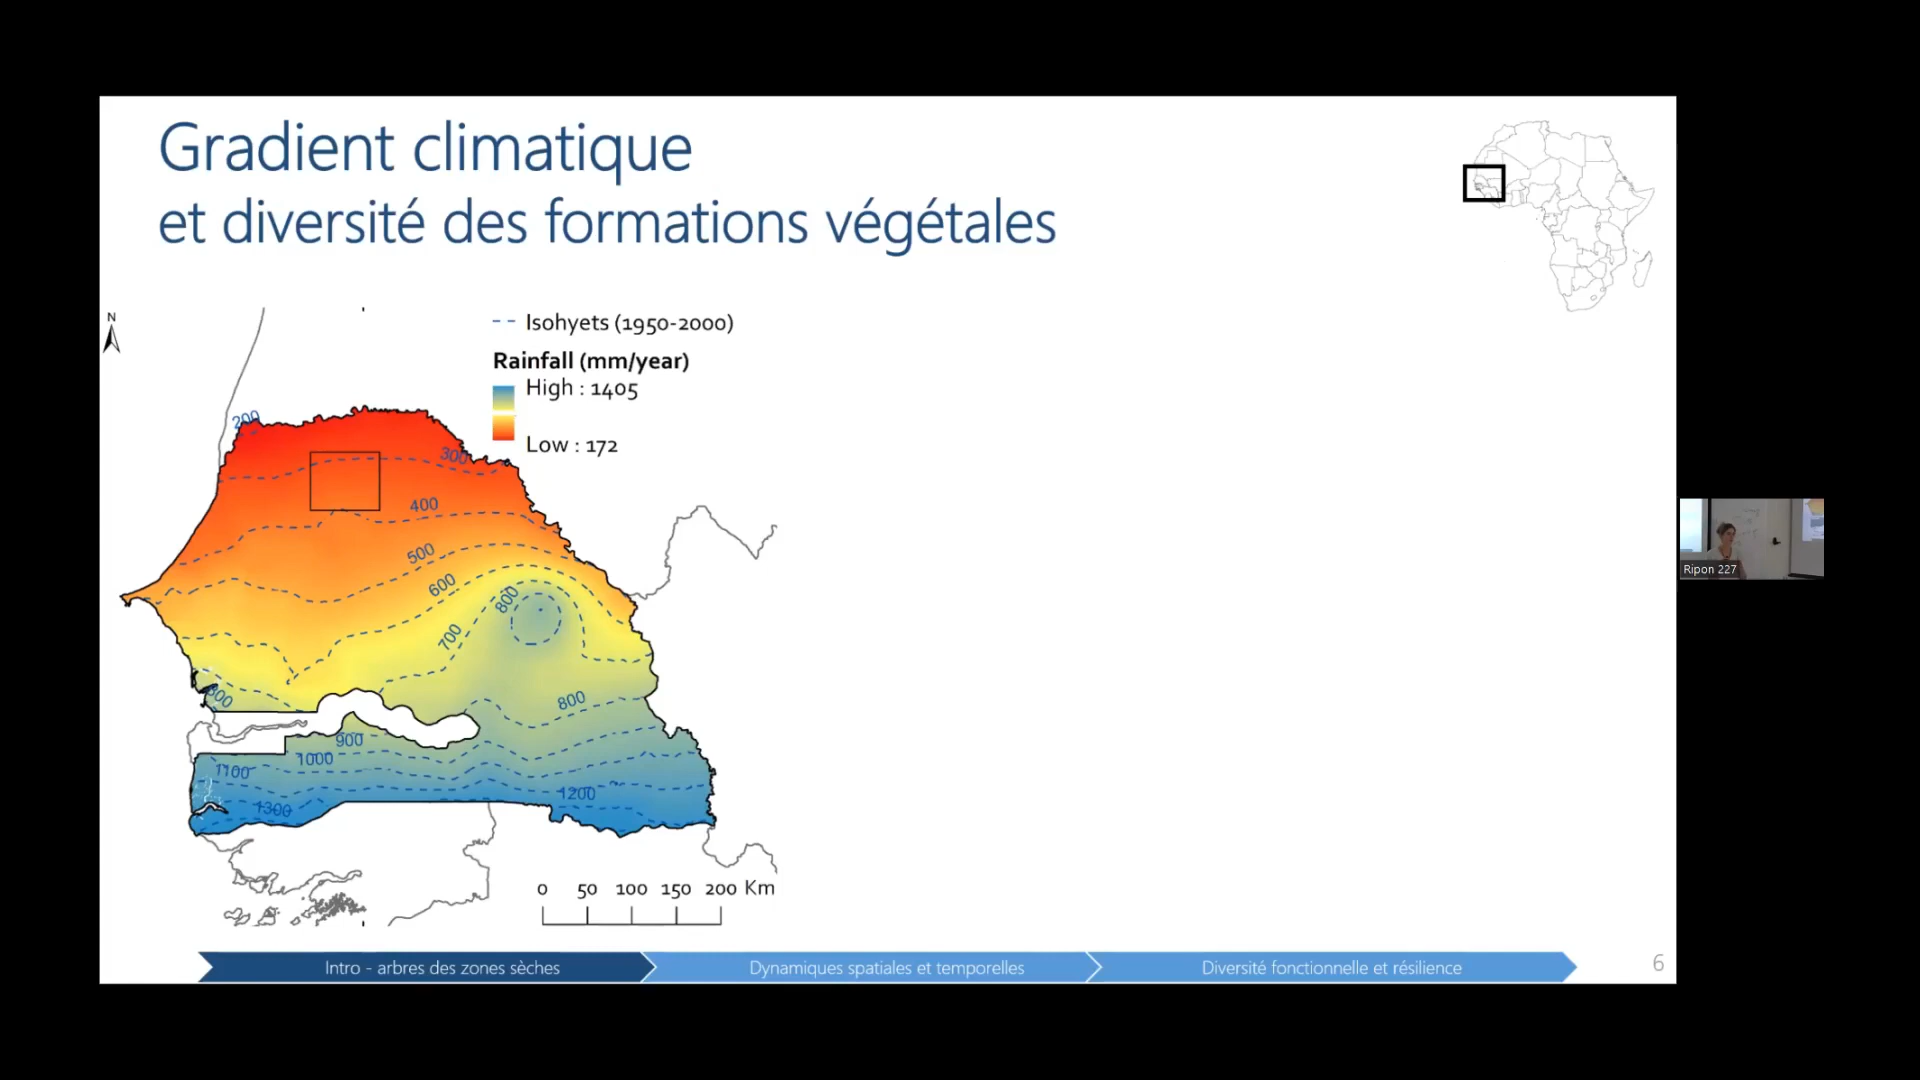 Gradient climatique
et diversité des formations végétales
N
Isohyets (1950-2000)
Rainfall (mm/year)
High : 1405
Low : 172
200
300
400
500
600
800
700
800
800
900
1000
1100
1200
1300
0 50 100 150 200 Km
Ripon 227
Intro - arbres des zones sèches
Dynamiques spatiales et temporelles
Diversité fonctionnelle et résilience
6